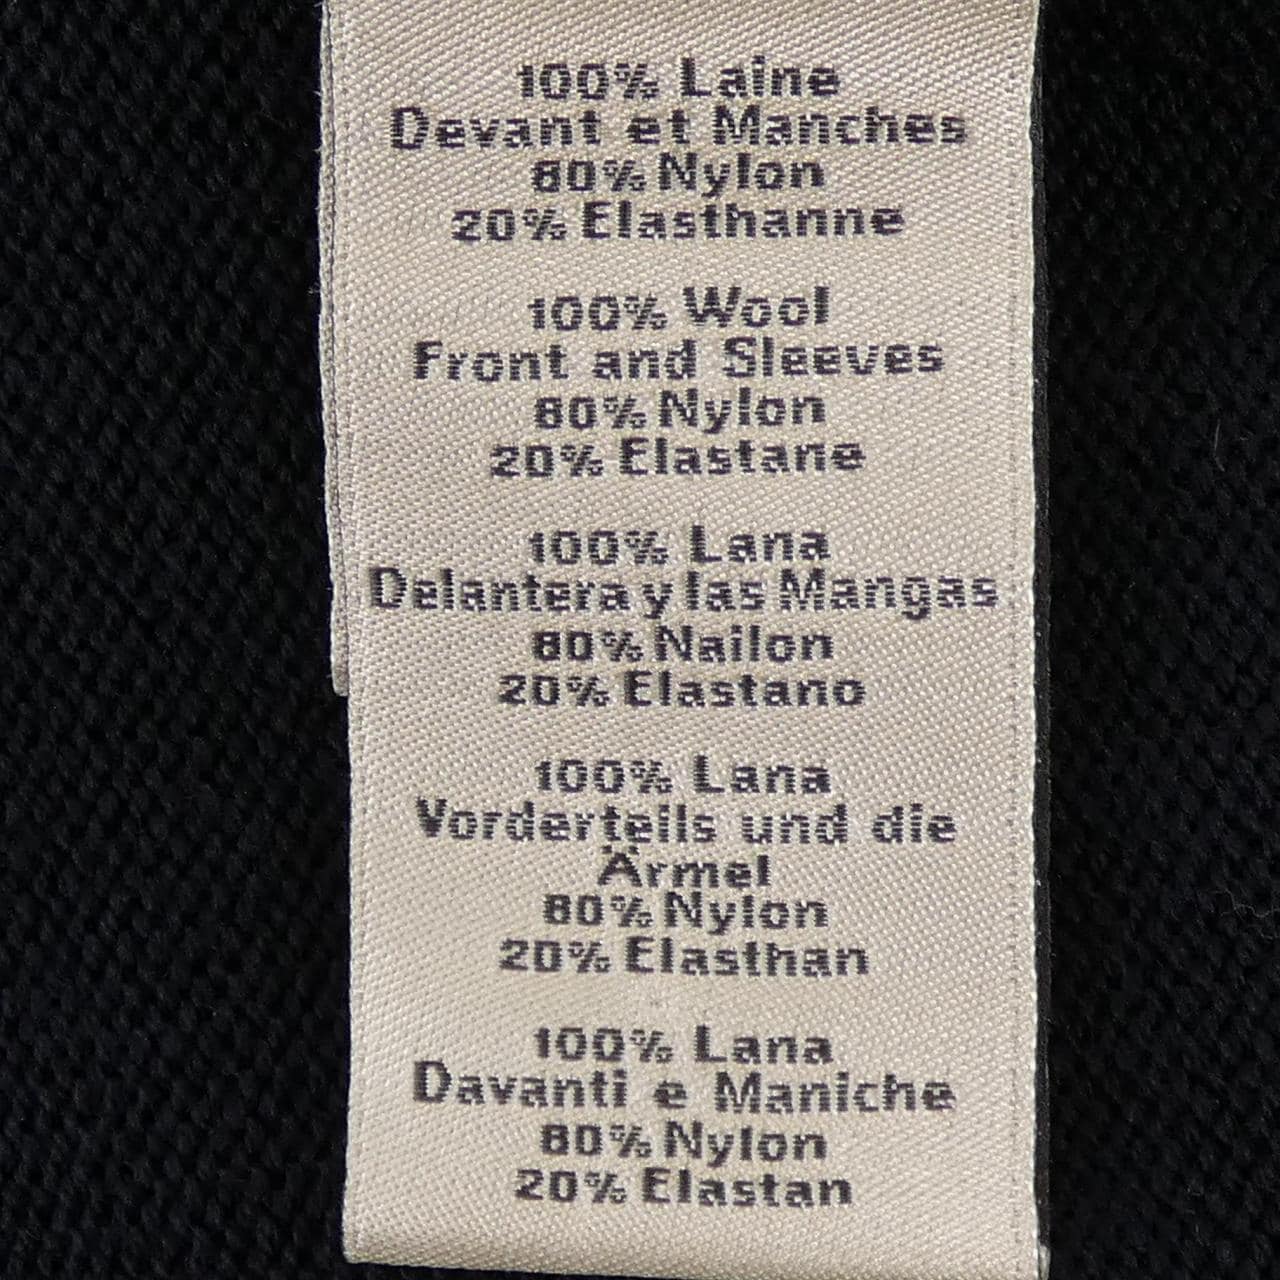 100% Laine
Devant et Manches
80% Nylon
20% Elasthanne
100% Wool
Front and Sleeves
80% Nylon
20% Elastane
100% Lana
Delantera y las Mangas
80% Nailon
20% Elastano
100% Lana
Vorderteils und die
Ärmel
80% Nylon
20% Elasthan
100% Lana
Davanti e Maniche
80% Nylon
20% Elastan